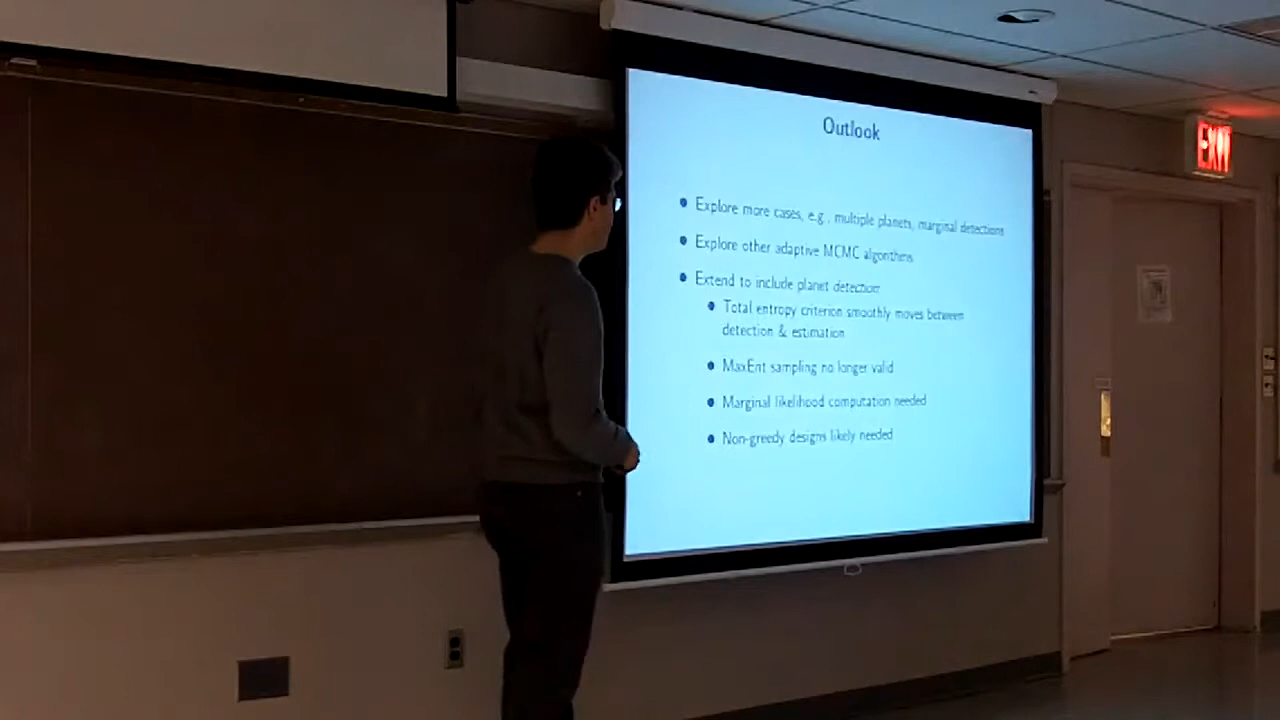 Outlook
Explore more cases, e.g., multiple planets, marginal detections
Explore other adaptive MCMC algorithms
Extend to include planet detection:
Total entropy criterion smoothly moves between
detection & estimation
MaxEnt sampling no longer valid
Marginal likelihood computation needed
Non-greedy designs likely needed
EXIT